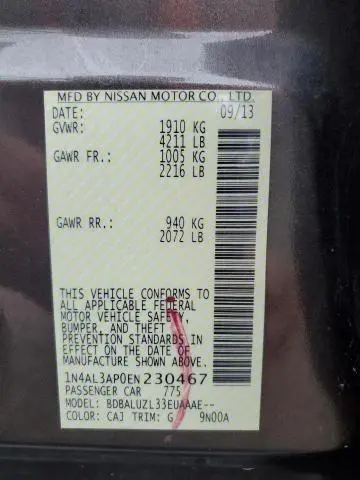 MFD BY NISSAN MOTOR CO., LTD.
DATE: 09/13
GVWR: 1910 KG
4211 LB
GAWR FR: 1005 KG
2216 LB
GAWR RR: 940 KG
2072 LB
THIS VEHICLE CONFORMS TO
ALL APPLICABLE FEDERAL
MOTOR VEHICLE SAFETY,
BUMPER, AND THEFT
PREVENTION STANDARDS IN
EFFECT ON THE DATE OF
MANUFACTURE SHOWN ABOVE.
1N4AL3AP0EN230467
PASSENGER CAR 775
MODEL: BDBALUZL33EUAAAE--
COLOR: CAJ TRIM: G 9N00A